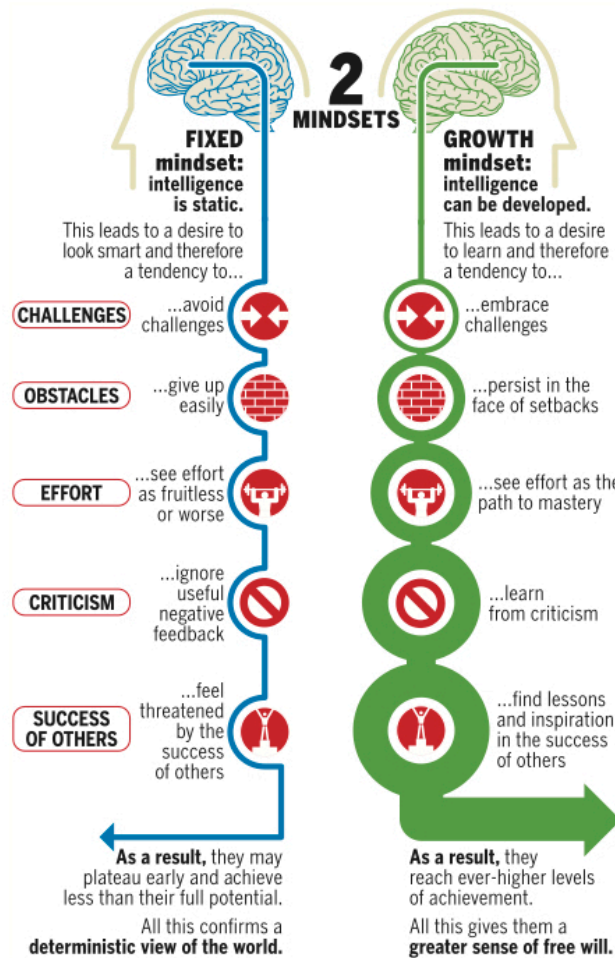 2
MINDSETS
FIXED
mindset:
intelligence
is static.
This leads to a desire to
look smart and therefore
a tendency to...
GROWTH
mindset:
intelligence
can be developed.
This leads to a desire
to learn and therefore
a tendency to...
CHALLENGES
...avoid
challenges
...embrace
challenges
OBSTACLES
...give up
easily
...persist in the
face of setbacks
EFFORT
...see effort
as fruitless
or worse
...see effort as the
path to mastery
CRITICISM
...ignore
useful
negative
feedback
...learn
from criticism
SUCCESS
OF OTHERS
...feel
threatened
by the
success
of others
...find lessons
and inspiration
in the success
of others
As a result, they may
plateau early and achieve
less than their full potential.
All this confirms a
deterministic view of the world.
As a result, they
reach ever-higher levels
of achievement.
All this gives them a
greater sense of free will.